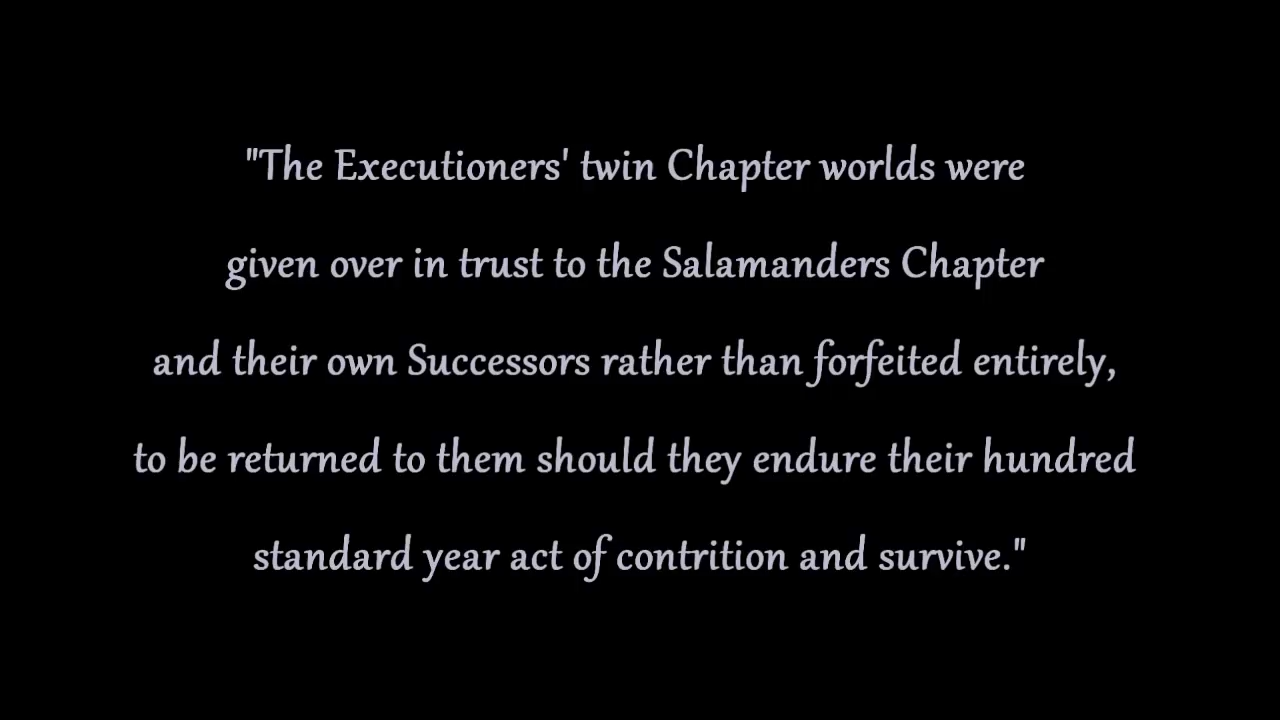 "The Executioners' twin Chapter worlds were
given over in trust to the Salamanders Chapter
and their own Successors rather than forfeited entirely,
to be returned to them should they endure their hundred
standard year act of contrition and survive."